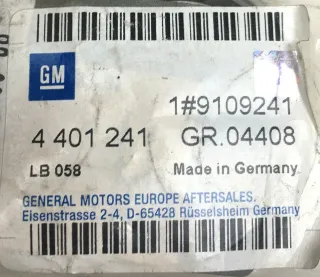 GM
1#9109241
4 401 241 GR.04408
LB 058 Made in Germany
GENERAL MOTORS EUROPE AFTERSALES,
Eisenstrasse 2-4, D-65428 Rüsselsheim Germany